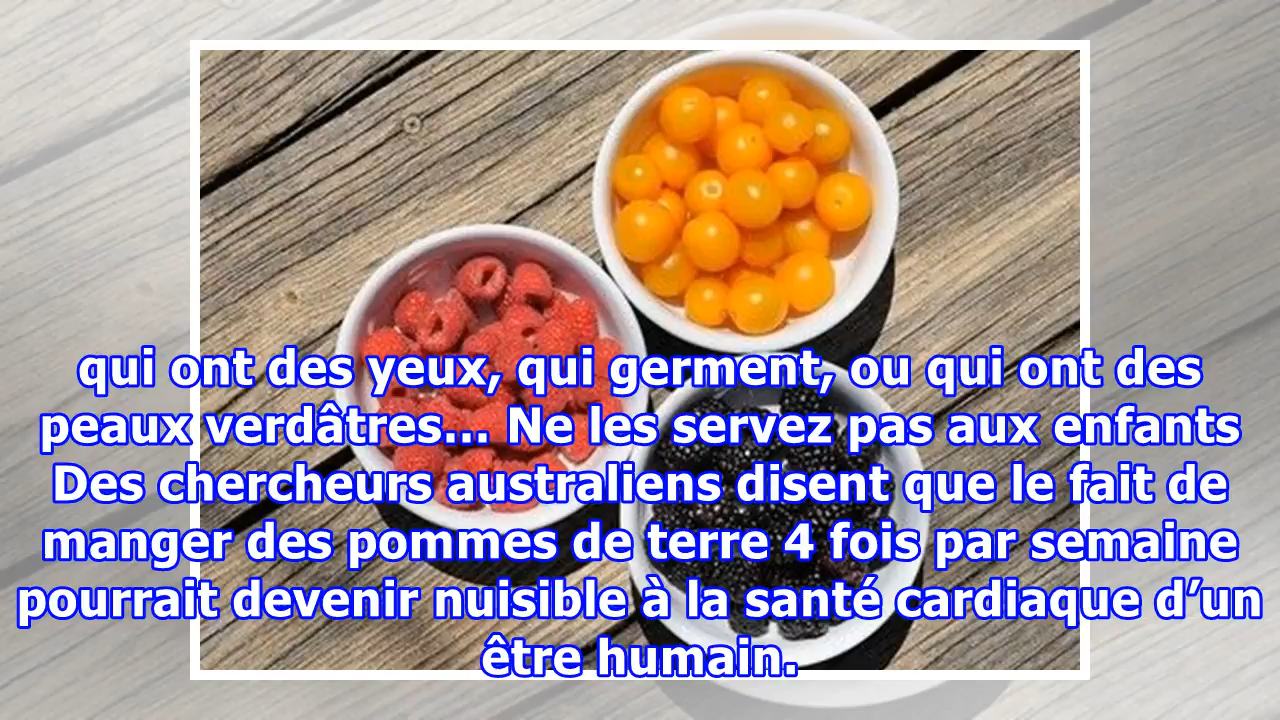 qui ont des yeux, qui germent, ou qui ont des
peaux verdâtres... Ne les servez pas aux enfants
Des chercheurs australiens disent que le fait de
manger des pommes de terre 4 fois par semaine
pourrait devenir nuisible à la santé cardiaque d’un
être humain.